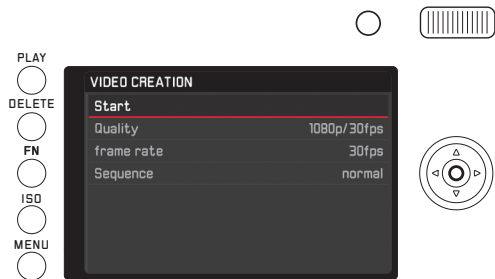 PLAY
DELETE
FN
ISO
MENU
VIDEO CREATION
Start
Quality 1080p/30fps
frame rate 30fps
Sequence normal